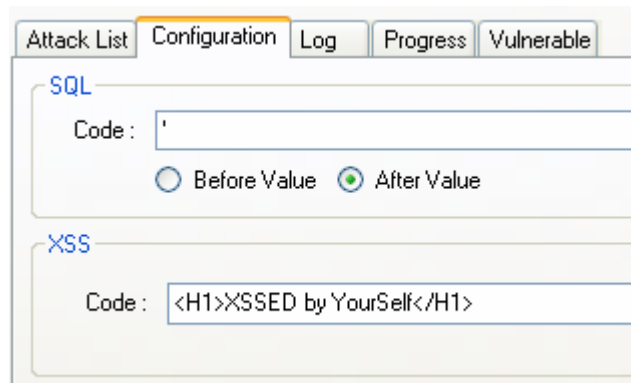 Attack List Configuration Log Progress Vulnerable
SQL
Code : '
Before Value After Value
XSS
Code : <H1>XSSED by YourSelf</H1>